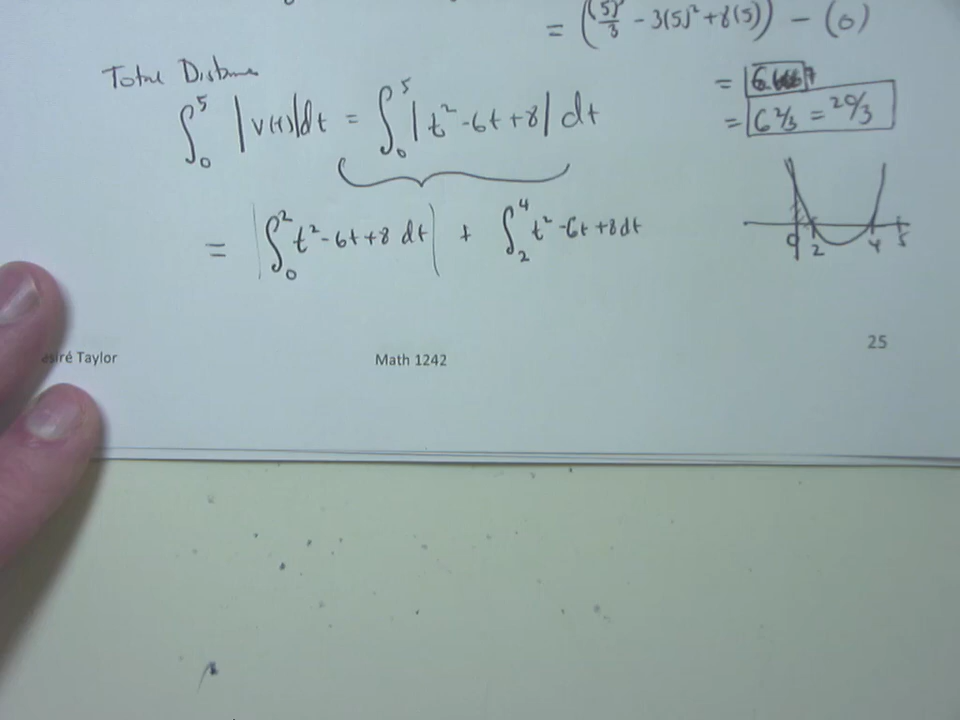 = ((5)³/3 - 3(5)² + 8(5)) - (0)
Total Distance
= 6.6667
= 6 2/3 = 20/3
∫₀⁵ |v(t)|dt = ∫₀⁵ |t² - 6t + 8| dt
= |∫₀² t² - 6t + 8 dt| + ∫₂⁴ t² - 6t + 8 dt
0 2 4 5
25
esiré Taylor Math 1242